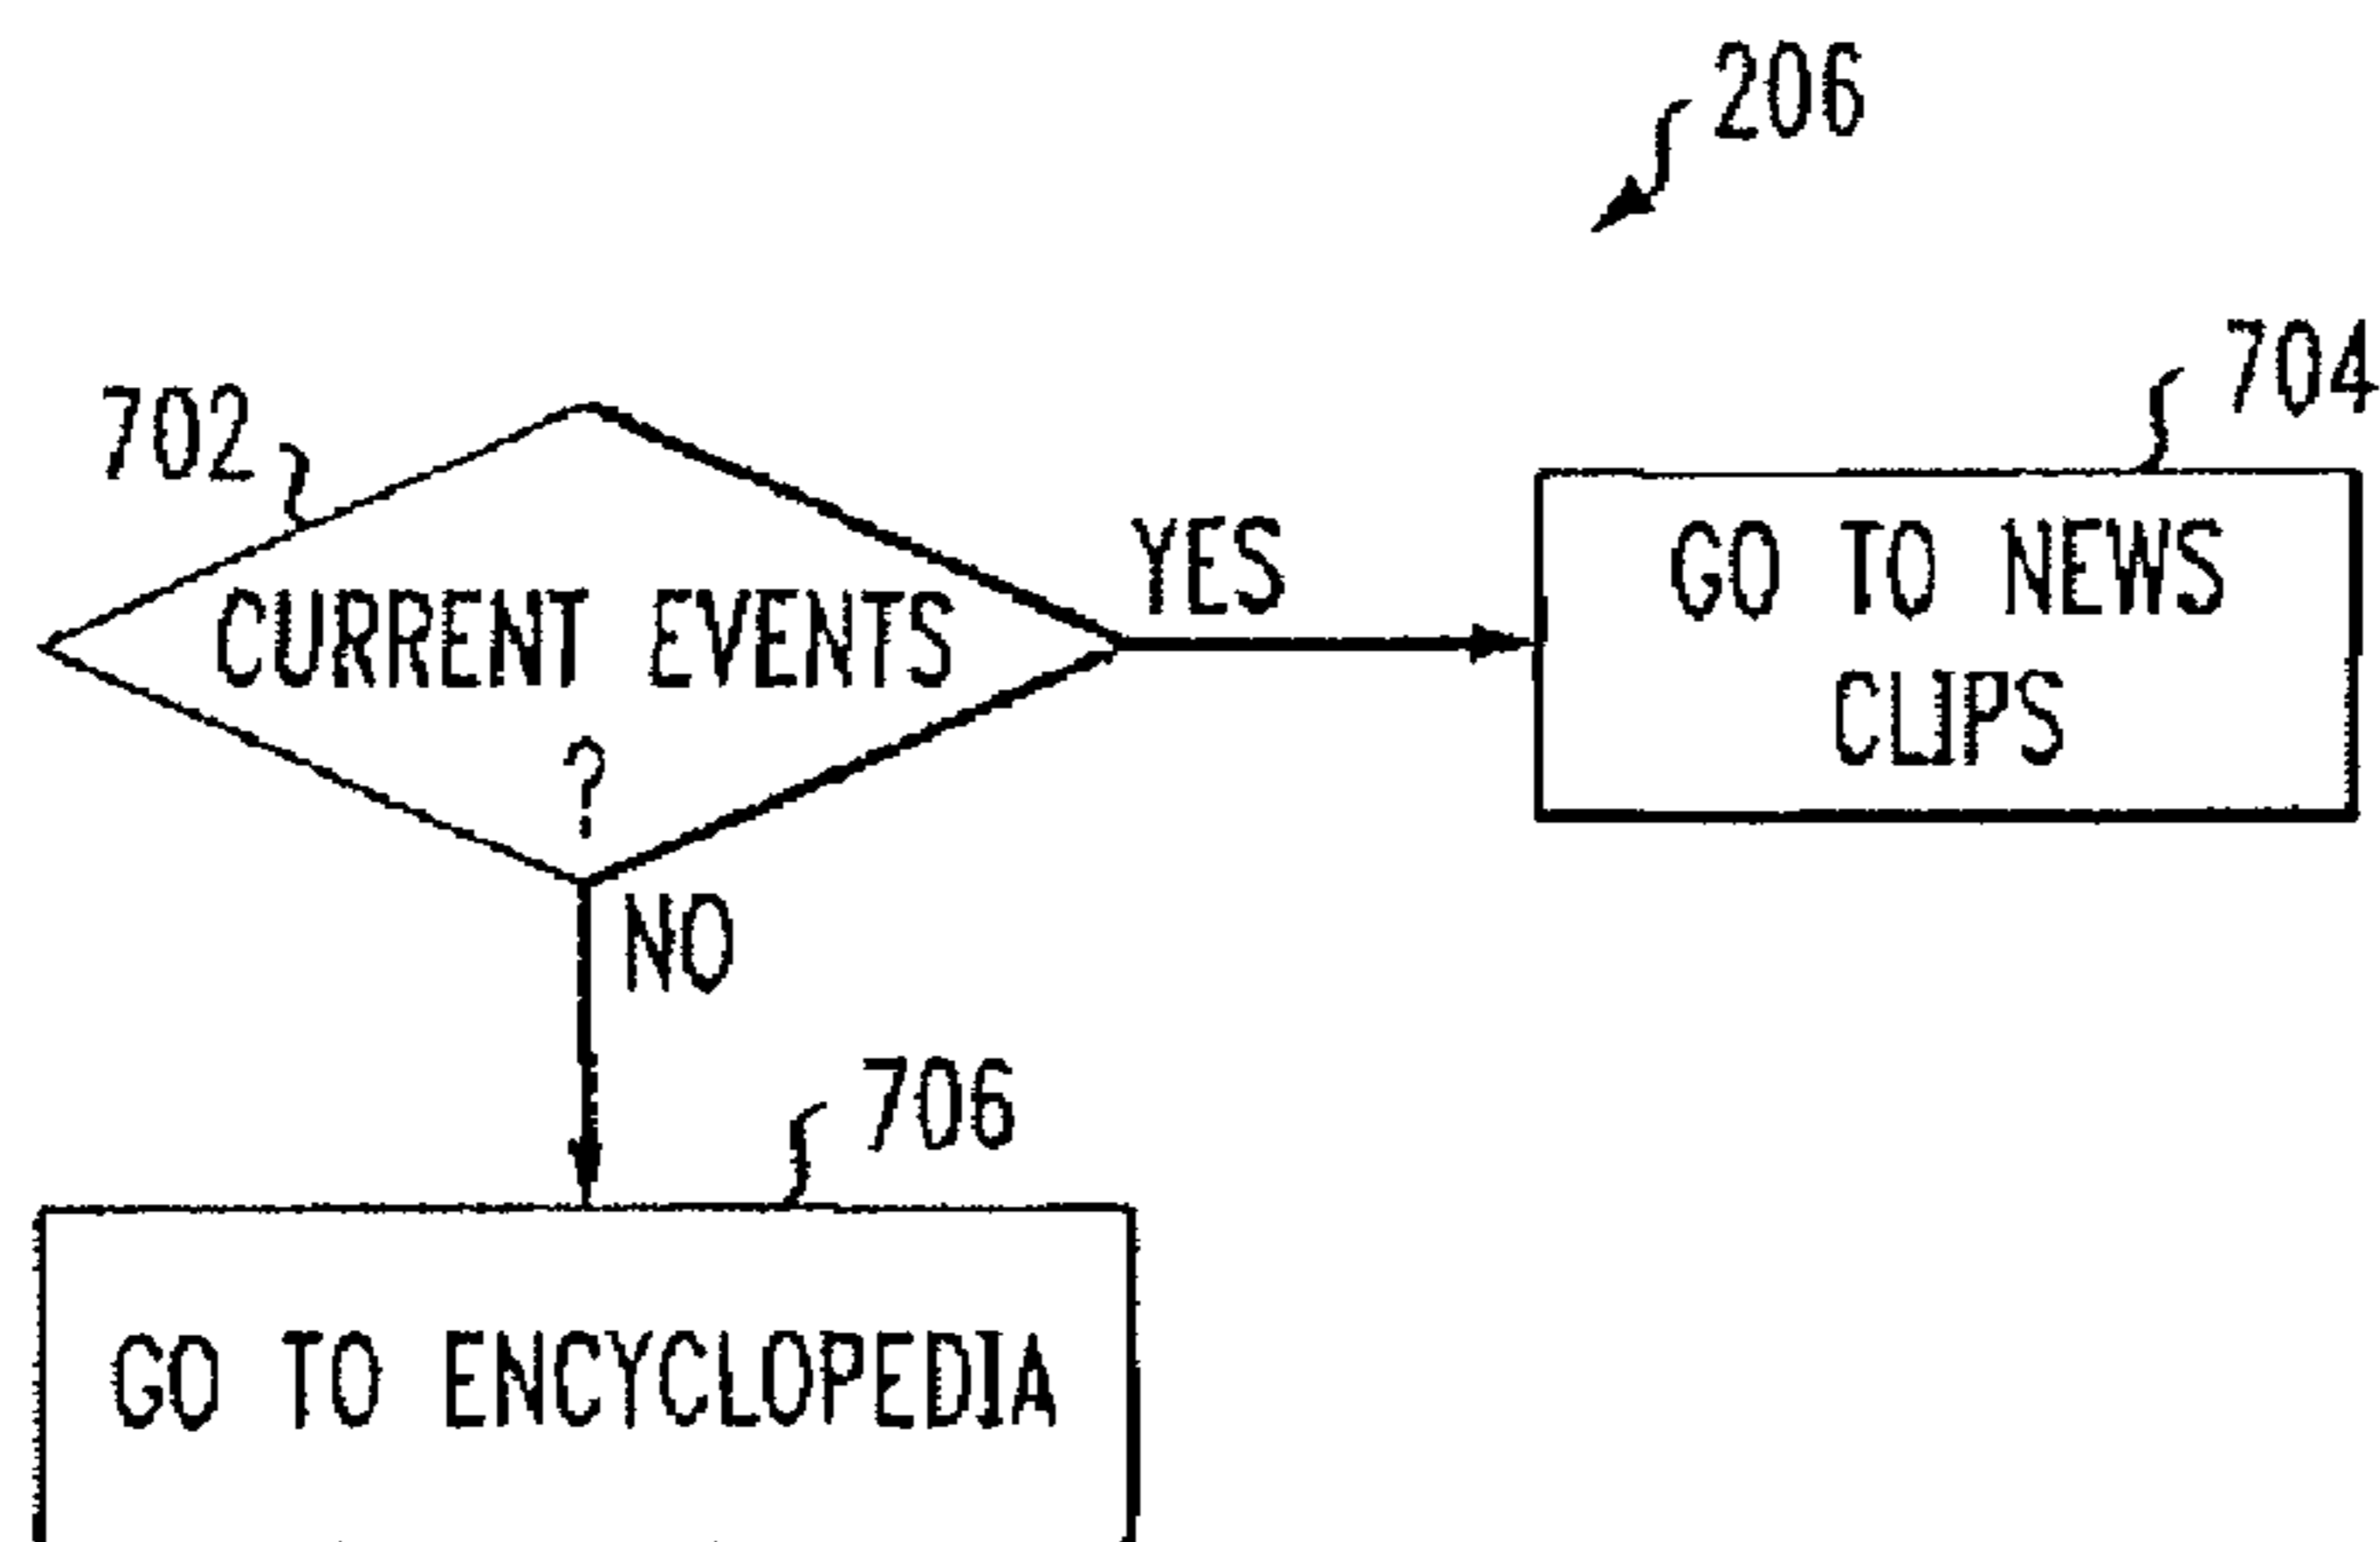 206
704
702
YES
GO TO NEWS
CLIPS
CURRENT EVENTS
?
NO
706
GO TO ENCYCLOPEDIA